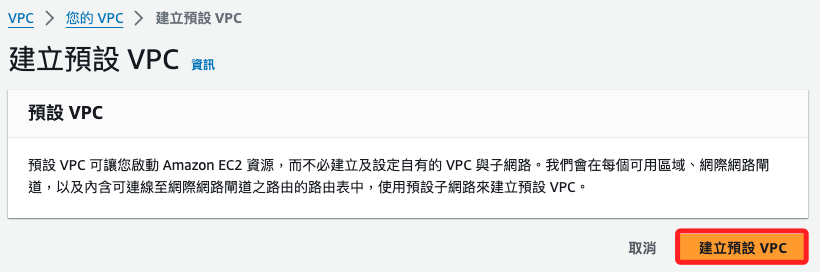 VPC > 您的 VPC > 建立預設 VPC
建立預設 VPC 資訊
預設 VPC
預設 VPC 可讓您啟動 Amazon EC2 資源，而不必建立及設定自有的 VPC 與子網路。我們會在每個可用區域、網際網路閘
道，以及內含可連線至網際網路閘道之路由的路由表中，使用預設子網路來建立預設 VPC。
取消 建立預設 VPC